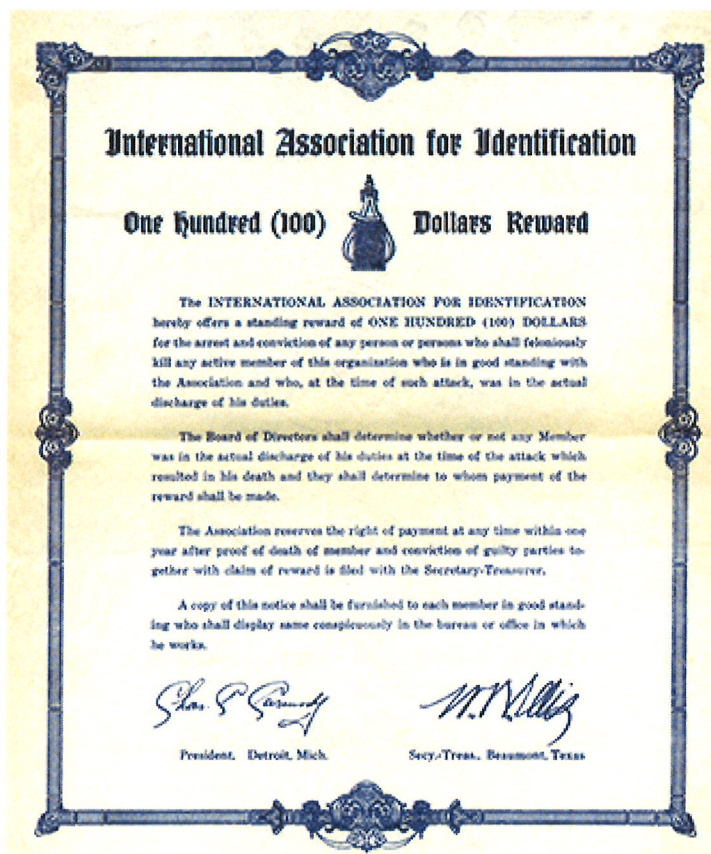 International Association for Identification
One Hundred (100) Dollars Reward
The INTERNATIONAL ASSOCIATION FOR IDENTIFICATION
hereby offers a standing reward of ONE HUNDRED (100) DOLLARS
for the arrest and conviction of any person or persons who shall feloniously
kill any active member of this organization who is in good standing with
the Association and who, at the time of such attack, was in the actual
discharge of his duties.
The Board of Directors shall determine whether or not any Member
was in the actual discharge of his duties at the time of the attack which
resulted in his death and they shall determine to whom payment of the
reward shall be made.
The Association reserves the right of payment at any time within one
year after proof of death of member and conviction of guilty parties to-
gether with claim of reward is filed with the Secretary-Treasurer.
A copy of this notice shall be furnished to each member in good stand-
ing who shall display same conspicuously in the bureau or office in which
he works.
Chas.
President, Detroit, Mich.
Secy.-Treas., Beaumont, Texas